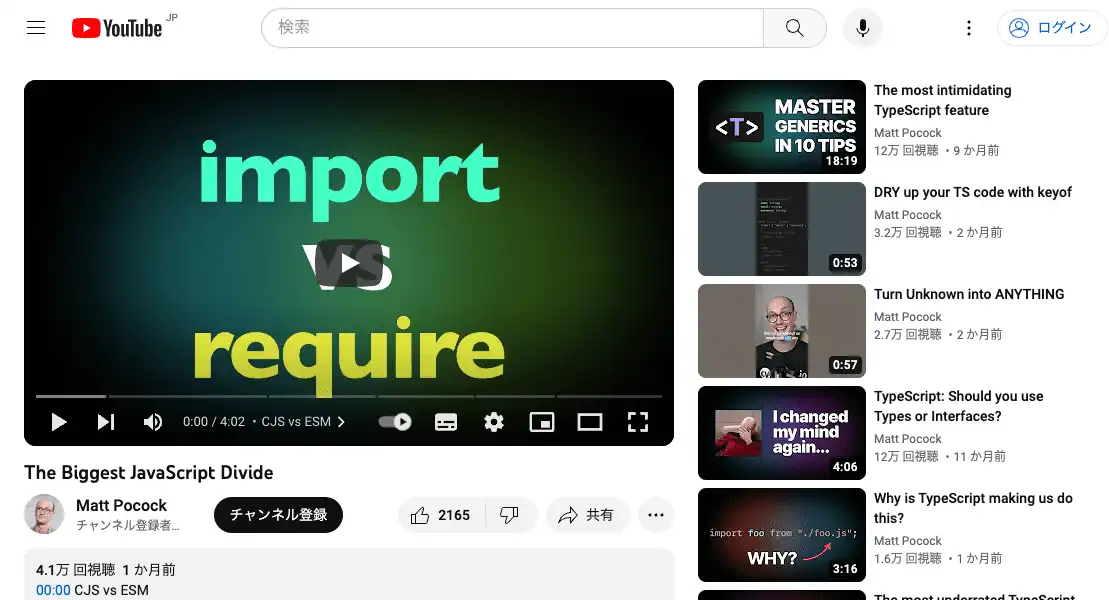 YouTube JP
検索
ログイン
import
vs
require
0:00 / 4:02 ・ CJS vs ESM
The Biggest JavaScript Divide
Matt Pocock
チャンネル登録者...
チャンネル登録
2165
共有
4.1万 回視聴 1 か月前
00:00 CJS vs ESM
<T>
MASTER
GENERICS
IN 10 TIPS
18:19
The most intimidating
TypeScript feature
Matt Pocock
12万 回視聴 ・9 か月前
0:53
DRY up your TS code with keyof
Matt Pocock
3.2万 回視聴 ・2 か月前
0:57
Turn Unknown into ANYTHING
Matt Pocock
2.7万 回視聴 ・2 か月前
I changed
my mind
again...
4:06
TypeScript: Should you use
Types or Interfaces?
Matt Pocock
12万 回視聴 ・11 か月前
import foo from "./foo.js";
WHY?
3:16
Why is TypeScript making us do
this?
Matt Pocock
1.6万 回視聴 ・1 か月前
The most underrated TypeScript